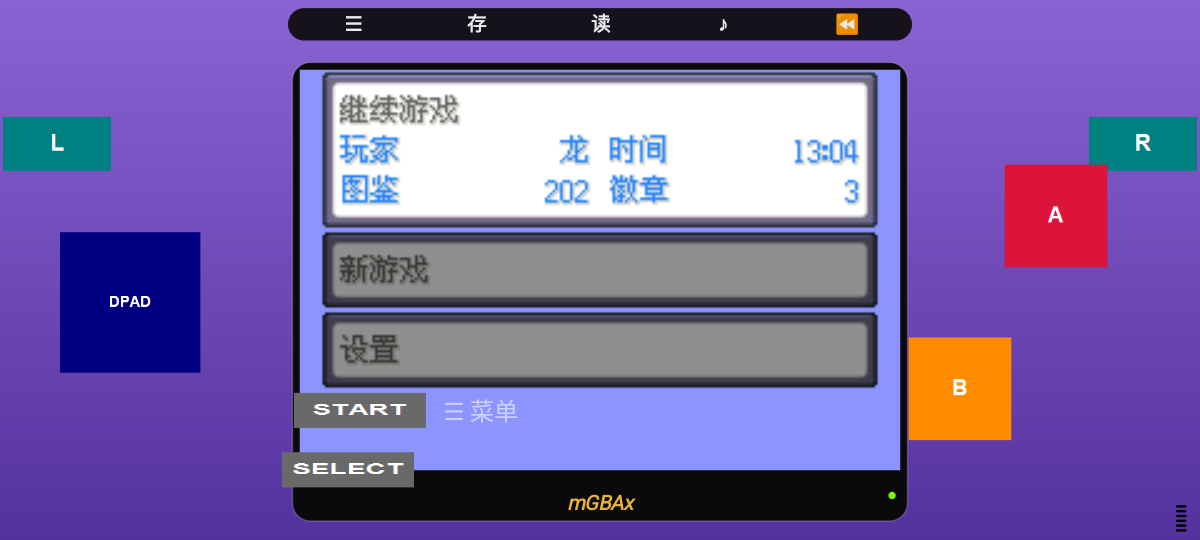 ☰ 存 读 ♪ ⏪
L
R
继续游戏
玩家 龙 时间 13:04
图鉴 202 徽章 3
A
新游戏
DPAD
设置
B
START ☰ 菜单
SELECT
mGBAx